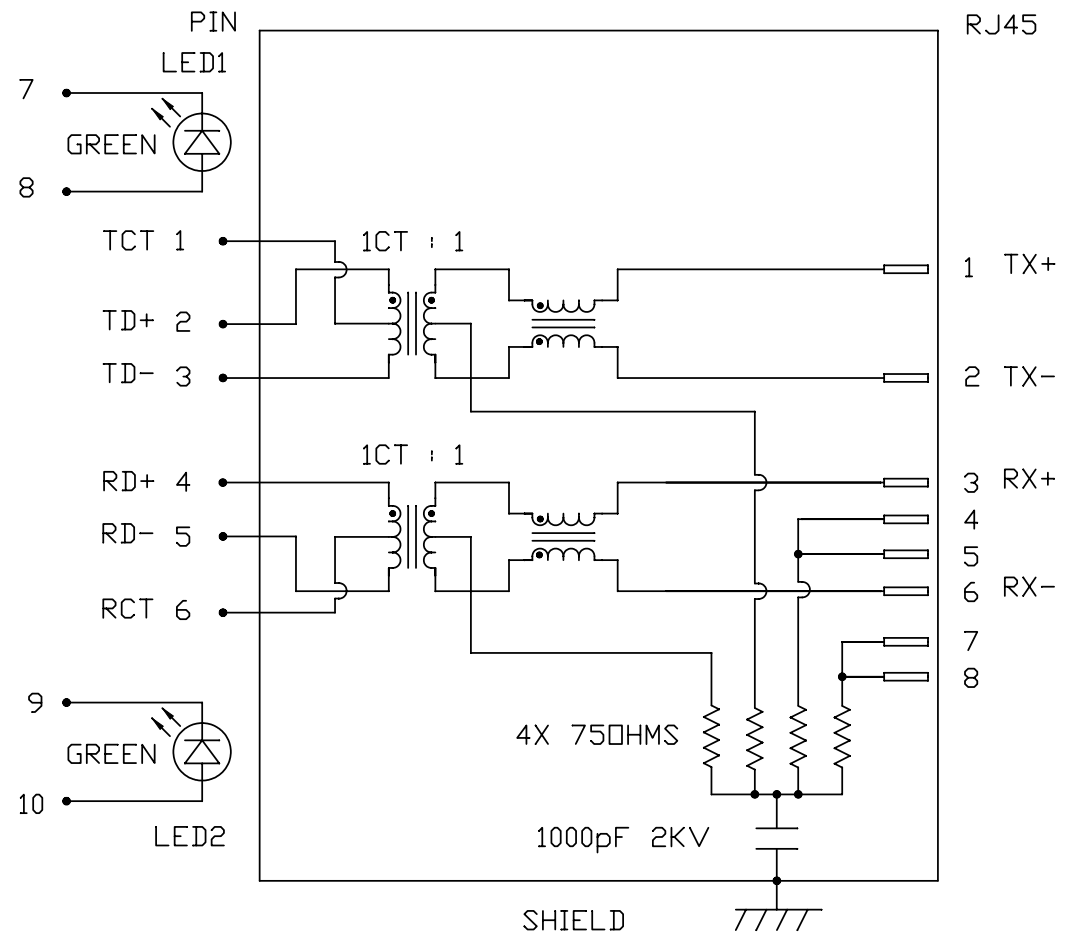 PIN
RJ45
LED1
7
GREEN
8
TCT 1
1CT : 1
1 TX+
TD+ 2
TD- 3
2 TX-
1CT : 1
RD+ 4
3 RX+
4
RD- 5
5
RCT 6
6 RX-
7
8
9
4X 75OHMS
GREEN
10
LED2
1000pF 2KV
SHIELD